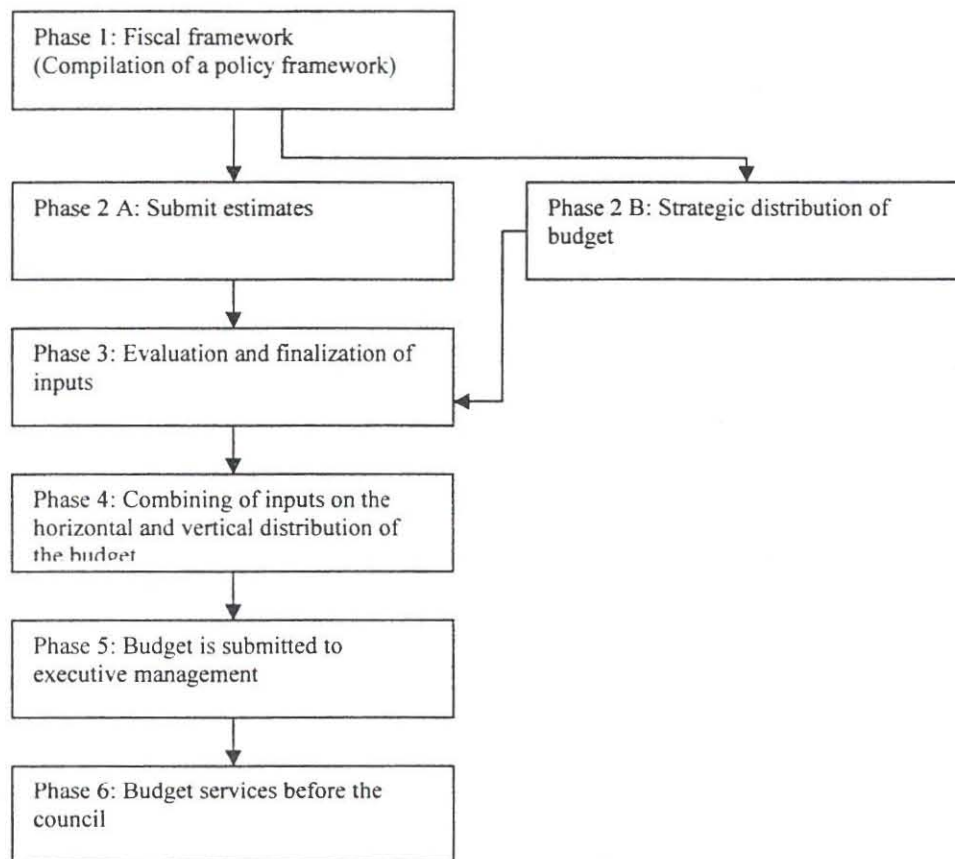 Phase 1: Fiscal framework
(Compilation of a policy framework)
Phase 2 A: Submit estimates
Phase 2 B: Strategic distribution of
budget
Phase 3: Evaluation and finalization of
inputs
Phase 4: Combining of inputs on the
horizontal and vertical distribution of
the budget
Phase 5: Budget is submitted to
executive management
Phase 6: Budget services before the
council